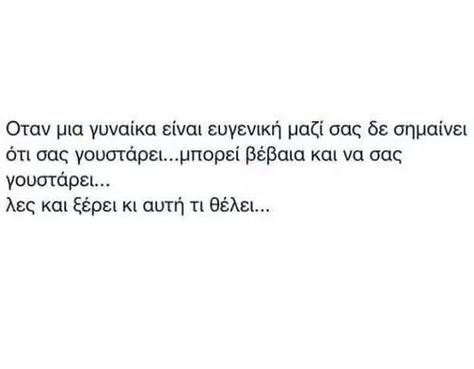 Οταν μια γυναίκα είναι ευγενική μαζί σας δε σημαίνει
ότι σας γουστάρει...μπορεί βέβαια και να σας
γουστάρει...
λες και ξέρει κι αυτή τι θέλει...